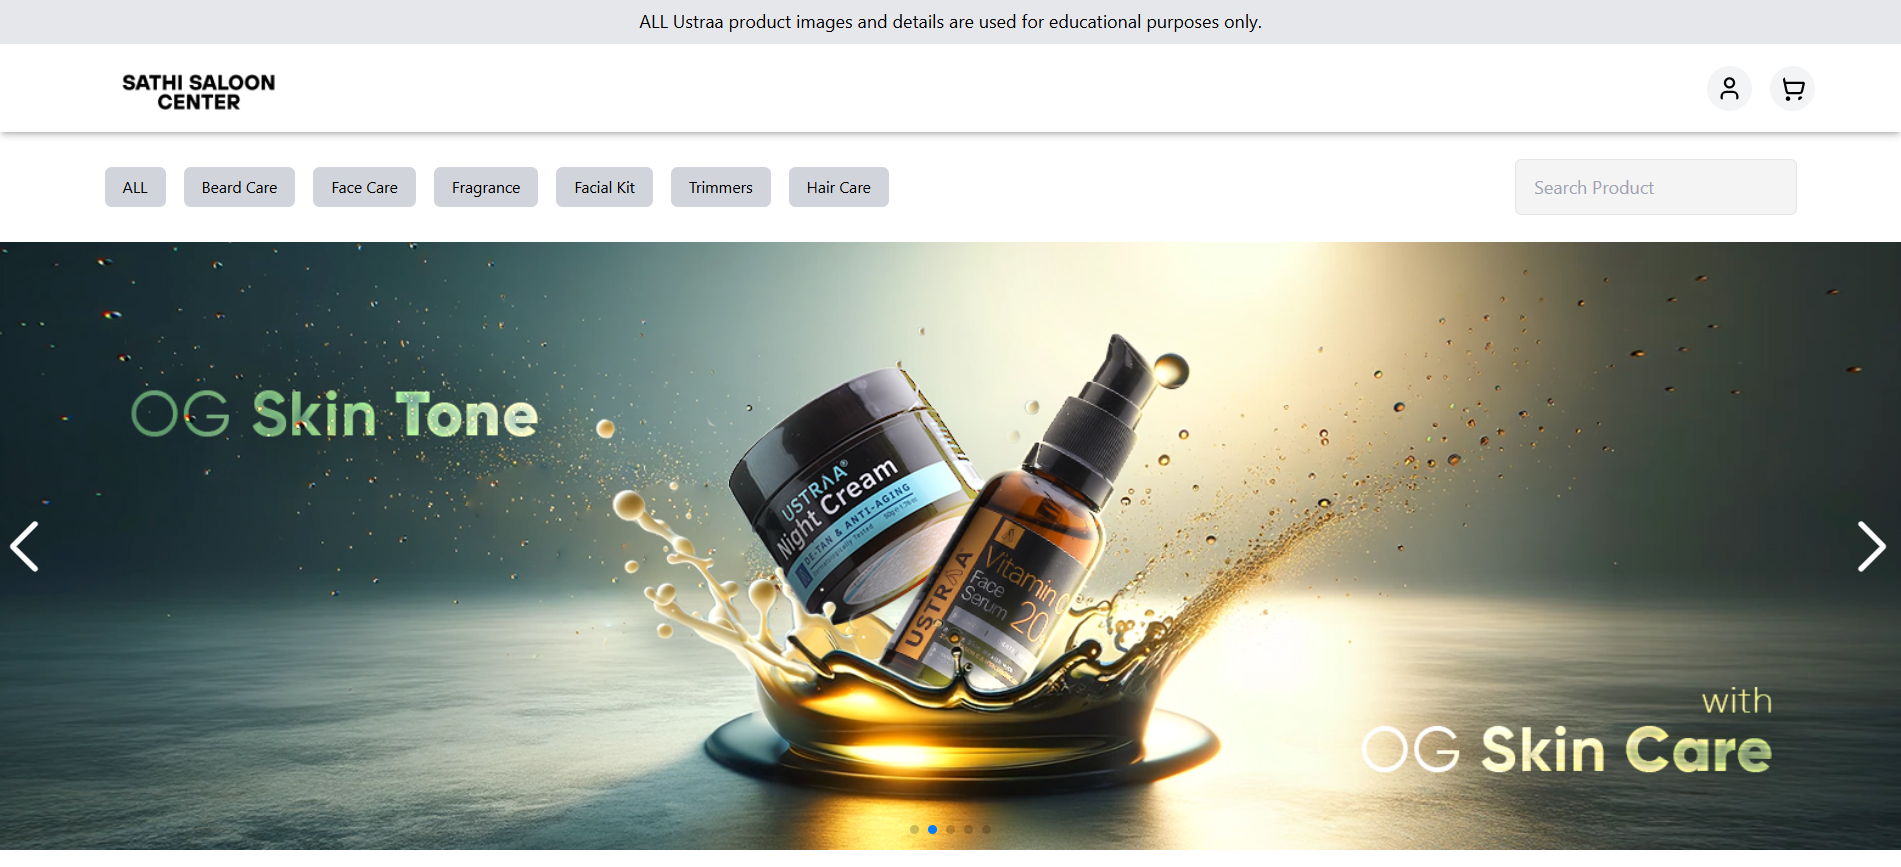 ALL Ustraa product images and details are used for educational purposes only.
SATHI SALOON
CENTER
ALL
Beard Care
Face Care
Fragrance
Facial Kit
Trimmers
Hair Care
Search Product
OG Skin Tone
USTRAA®
Night Cream
DE-TAN & ANTI-AGING
Dermatologically Tested
USTRAA
Vitamin C
Face
Serum
20
with
OG Skin Care